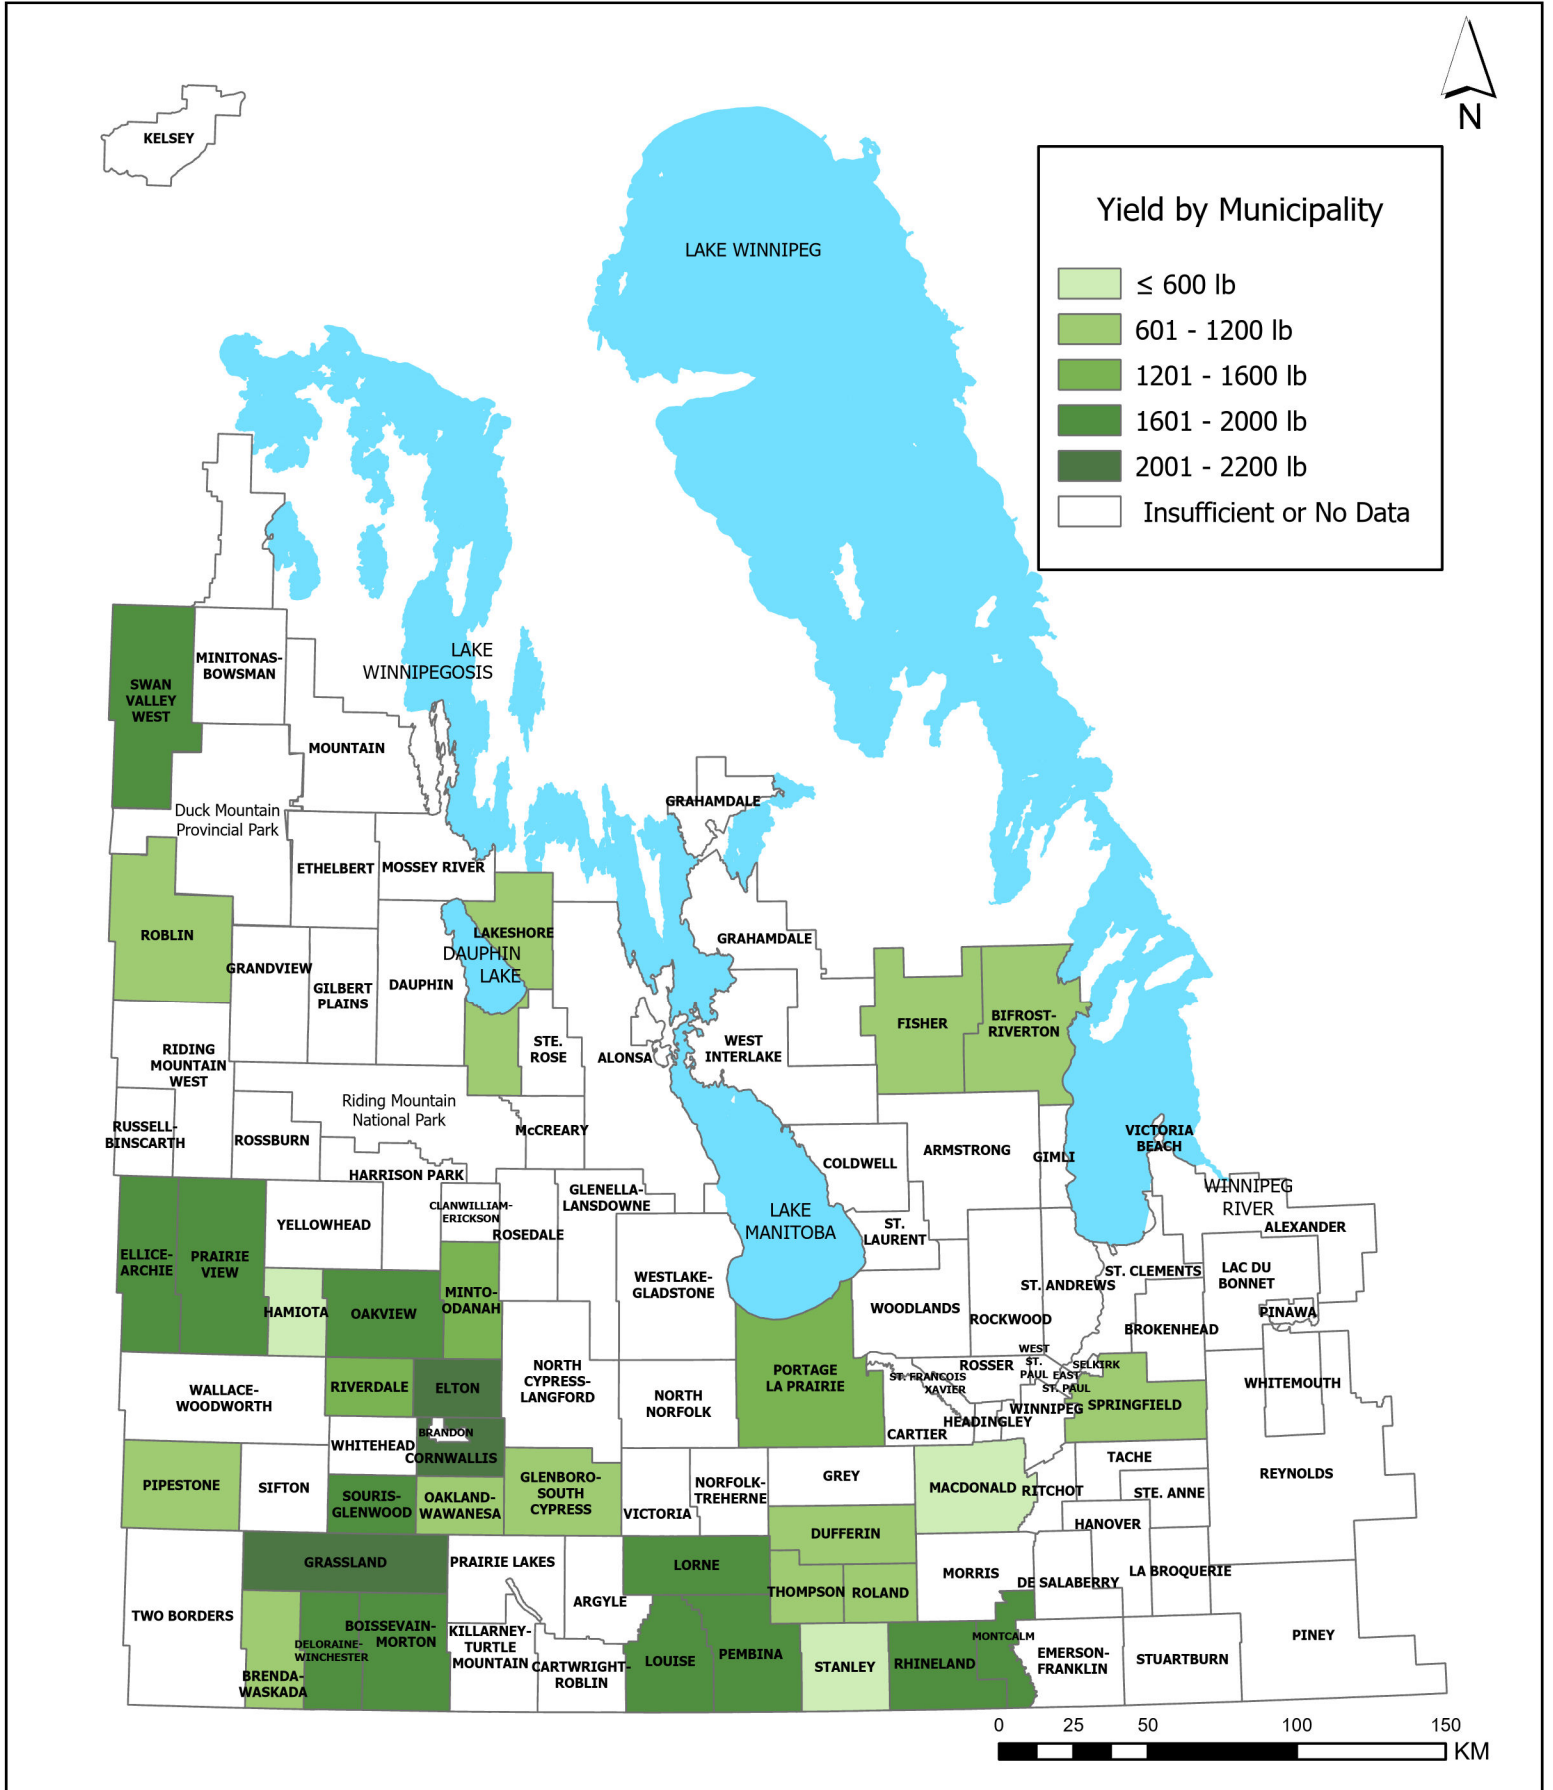 N
KELSEY
Yield by Municipality
≤ 600 lb
601 - 1200 lb
1201 - 1600 lb
1601 - 2000 lb
2001 - 2200 lb
Insufficient or No Data
LAKE WINNIPEG
LAKE
WINNIPEGOSIS
MINITONAS-
BOWSMAN
SWAN
VALLEY
WEST
MOUNTAIN
Duck Mountain
Provincial Park
GRAHAMDALE
ETHELBERT
MOSSEY RIVER
ROBLIN
LAKESHORE
DAUPHIN
LAKE
GRAHAMDALE
GRANDVIEW
GILBERT
PLAINS
DAUPHIN
FISHER
BIFROST-
RIVERTON
RIDING
MOUNTAIN
WEST
STE.
ROSE
ALONSA
WEST
INTERLAKE
Riding Mountain
National Park
RUSSELL-
BINSCARTH
ROSSBURN
McCREARY
VICTORIA
BEACH
ARMSTRONG
GIMLI
COLDWELL
HARRISON PARK
CLANWILLIAM-
ERICKSON
GLENELLA-
LANSDOWNE
WINNIPEG
RIVER
YELLOWHEAD
ROSEDALE
LAKE
MANITOBA
ST.
LAURENT
ALEXANDER
ELLICE-
ARCHIE
PRAIRIE
VIEW
WESTLAKE-
GLADSTONE
ST. CLEMENTS
LAC DU
BONNET
ST. ANDREWS
HAMIOTA
OAKVIEW
MINTO-
ODANAH
WOODLANDS
ROCKWOOD
PINAWA
BROKENHEAD
WALLACE-
WOODWORTH
RIVERDALE
ELTON
NORTH
CYPRESS-
LANGFORD
NORTH
NORFOLK
PORTAGE
LA PRAIRIE
ST. FRANCOIS
XAVIER
ROSSER
WEST
ST.
PAUL
EAST
ST. PAUL
SELKIRK
WHITEMOUTH
SPRINGFIELD
WINNIPEG
HEADINGLEY
CARTIER
WHITEHEAD
BRANDON
CORNWALLIS
PIPESTONE
SIFTON
SOURIS-
GLENWOOD
OAKLAND-
WAWANESA
GLENBORO-
SOUTH
CYPRESS
VICTORIA
NORFOLK-
TREHERNE
GREY
MACDONALD
RITCHOT
TACHE
STE. ANNE
REYNOLDS
HANOVER
DUFFERIN
GRASSLAND
PRAIRIE LAKES
LORNE
THOMPSON
ROLAND
MORRIS
DE SALABERRY
LA BROQUERIE
TWO BORDERS
ARGYLE
BOISSEVAIN-
MORTON
DELORAINE-
WINCHESTER
BRENDA-
WASKADA
KILLARNEY-
TURTLE
MOUNTAIN
CARTWRIGHT-
ROBLIN
LOUISE
PEMBINA
STANLEY
RHINELAND
MONTCALM
EMERSON-
FRANKLIN
STUARTBURN
PINEY
0 25 50 100 150
KM